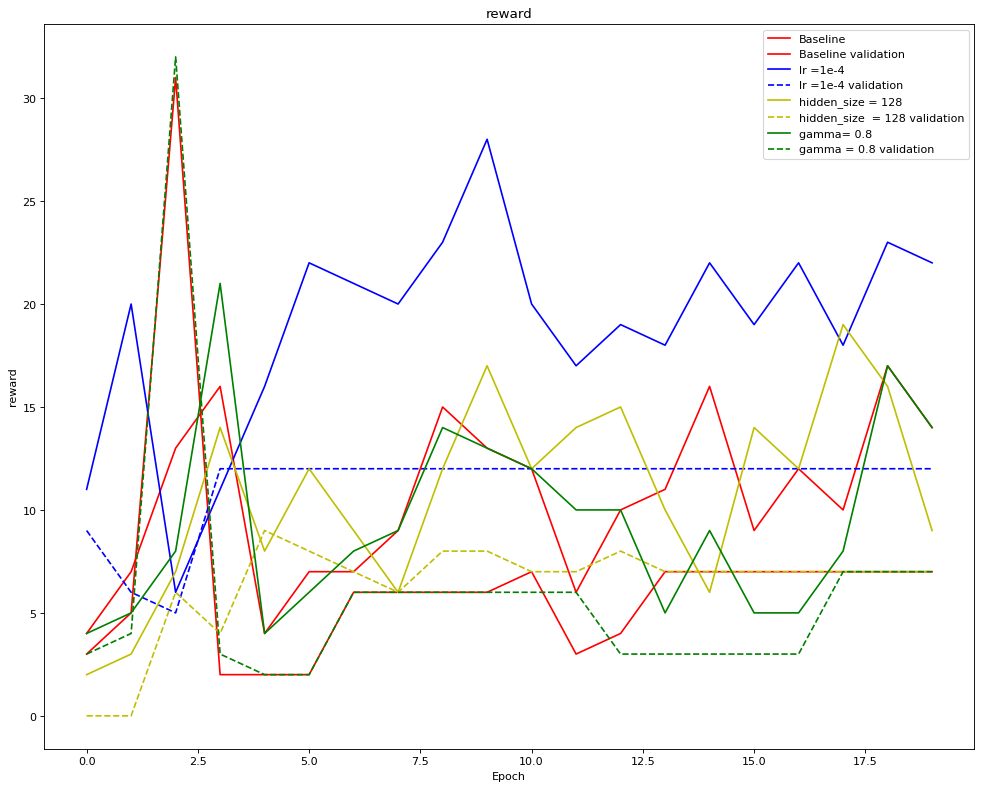 reward
Baseline
Baseline validation
lr =1e-4
lr =1e-4 validation
hidden_size = 128
hidden_size  = 128 validation
gamma= 0.8
gamma = 0.8 validation
30
25
20
15
10
5
0
reward
0.0 2.5 5.0 7.5 10.0 12.5 15.0 17.5
Epoch